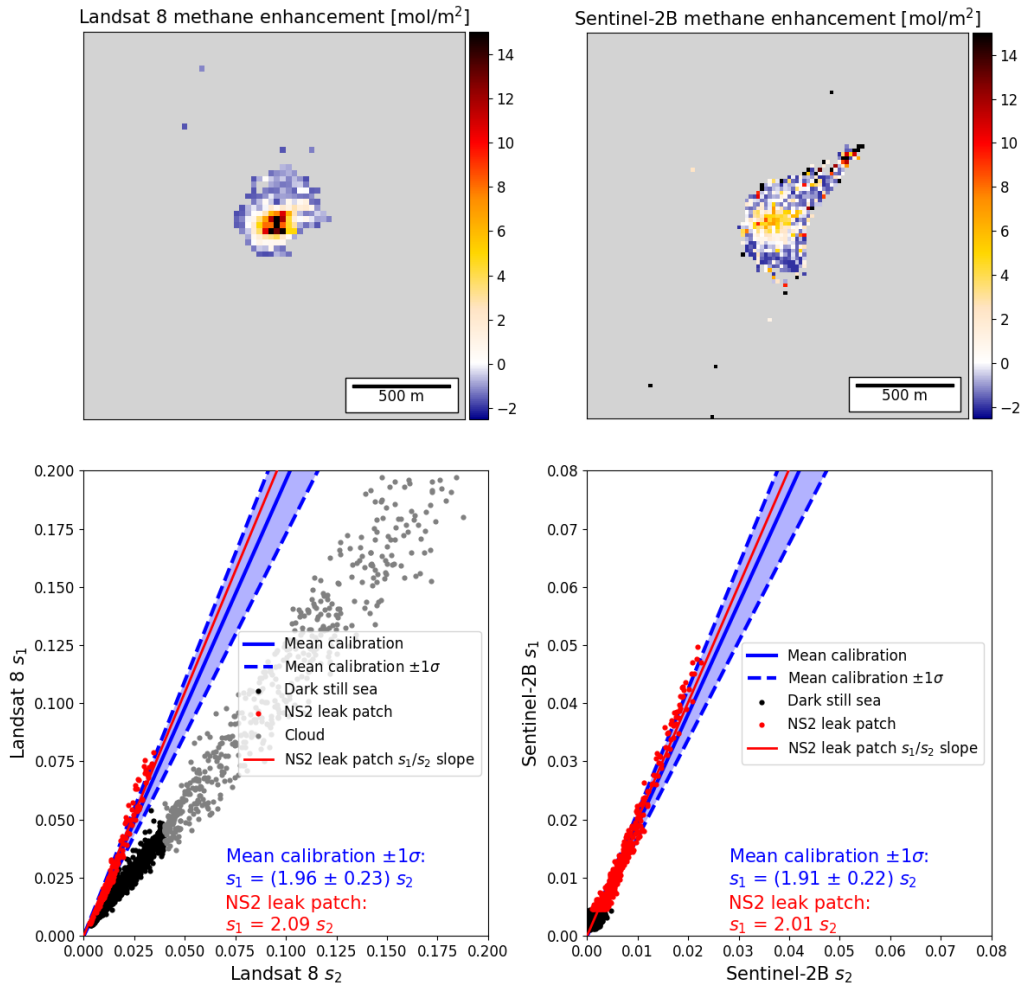 Landsat 8 methane enhancement [mol/m²]
14
12
10
8
6
4
2
0
−2
500 m
Sentinel-2B methane enhancement [mol/m²]
14
12
10
8
6
4
2
0
−2
500 m
Landsat 8 s₁
0.200
0.175
0.150
0.125
0.100
0.075
0.050
0.025
0.000
Mean calibration
Mean calibration ±1σ
Dark still sea
NS2 leak patch
Cloud
NS2 leak patch s₁/s₂ slope
Mean calibration ±1σ:
s₁ = (1.96 ± 0.23) s₂
NS2 leak patch:
s₁ = 2.09 s₂
0.000 0.025 0.050 0.075 0.100 0.125 0.150 0.175 0.200
Landsat 8 s₂
Sentinel-2B s₁
0.08
0.07
0.06
0.05
0.04
0.03
0.02
0.01
0.00
Mean calibration
Mean calibration ±1σ
Dark still sea
NS2 leak patch
NS2 leak patch s₁/s₂ slope
Mean calibration ±1σ:
s₁ = (1.91 ± 0.22) s₂
NS2 leak patch:
s₁ = 2.01 s₂
0.00 0.01 0.02 0.03 0.04 0.05 0.06 0.07 0.08
Sentinel-2B s₂